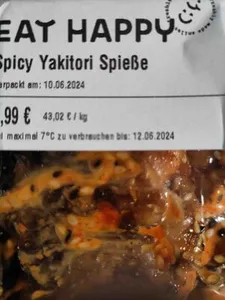 EAT HAPPY
Spicy Yakitori Spieße
erpackt am: 10.06.2024
,99 € 43,02 € / kg
i maximal 7°C zu verbrauchen bis: 12.06.2024